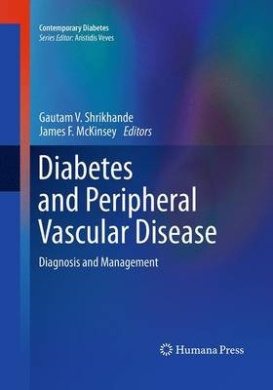 Contemporary Diabetes
Series Editor: Aristidis Veves
Gautam V. Shrikhande
James F. McKinsey Editors
Diabetes
and Peripheral
Vascular Disease
Diagnosis and Management
Humana Press